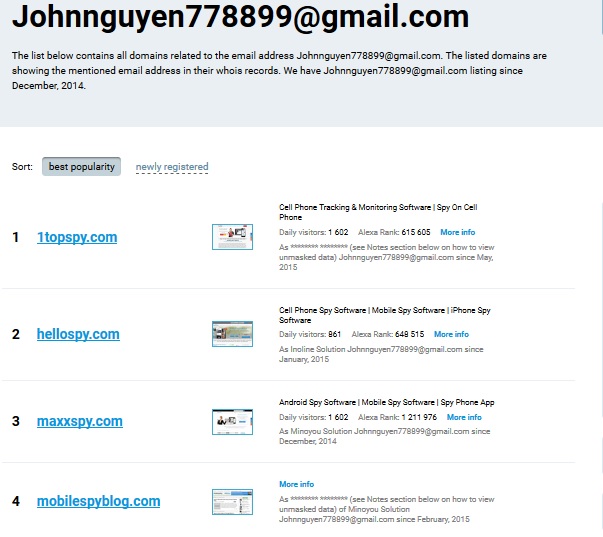 Johnnguyen778899@gmail.com
The list below contains all domains related to the email address Johnnguyen778899@gmail.com. The listed domains are
showing the mentioned email address in their whois records. We have Johnnguyen778899@gmail.com listing since
December, 2014.
Sort: best popularity newly registered
1 1topspy.com
Cell Phone Tracking & Monitoring Software | Spy On Cell
Phone
Daily visitors: 1 602 Alexa Rank: 615 605 More info
As ******** ******** (see Notes section below on how to view
unmasked data) Johnnguyen778899@gmail.com since May,
2015
2 hellospy.com
Cell Phone Spy Software | Mobile Spy Software | iPhone Spy
Software
Daily visitors: 861 Alexa Rank: 648 515 More info
As Inoline Solution Johnnguyen778899@gmail.com since
January, 2015
3 maxxspy.com
Android Spy Software | Mobile Spy Software | Spy Phone App
Daily visitors: 1 602 Alexa Rank: 1 211 976 More info
As Minoyou Solution Johnnguyen778899@gmail.com since
December, 2014
4 mobilespyblog.com
More info
As ******** ******** (see Notes section below on how to view
unmasked data) of Minoyou Solution
Johnnguyen778899@gmail.com since February, 2015